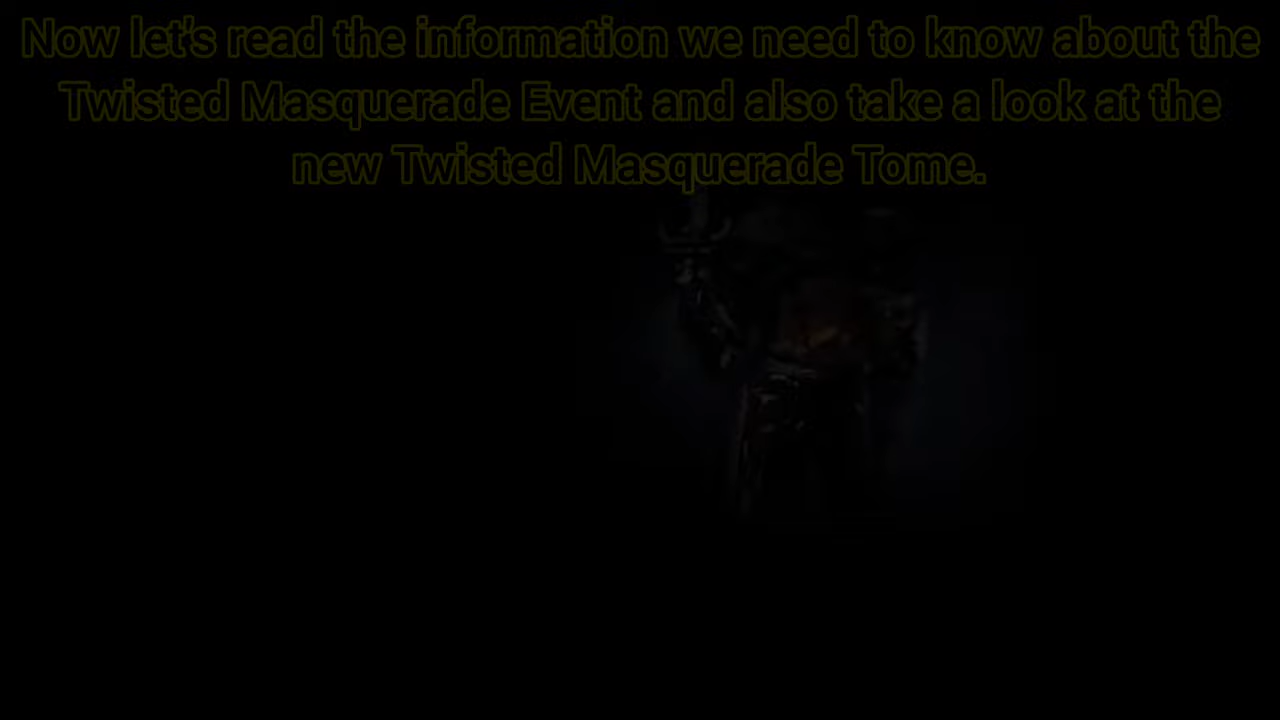 Now let's read the information we need to know about the
Twisted Masquerade Event and also take a look at the
new Twisted Masquerade Tome.